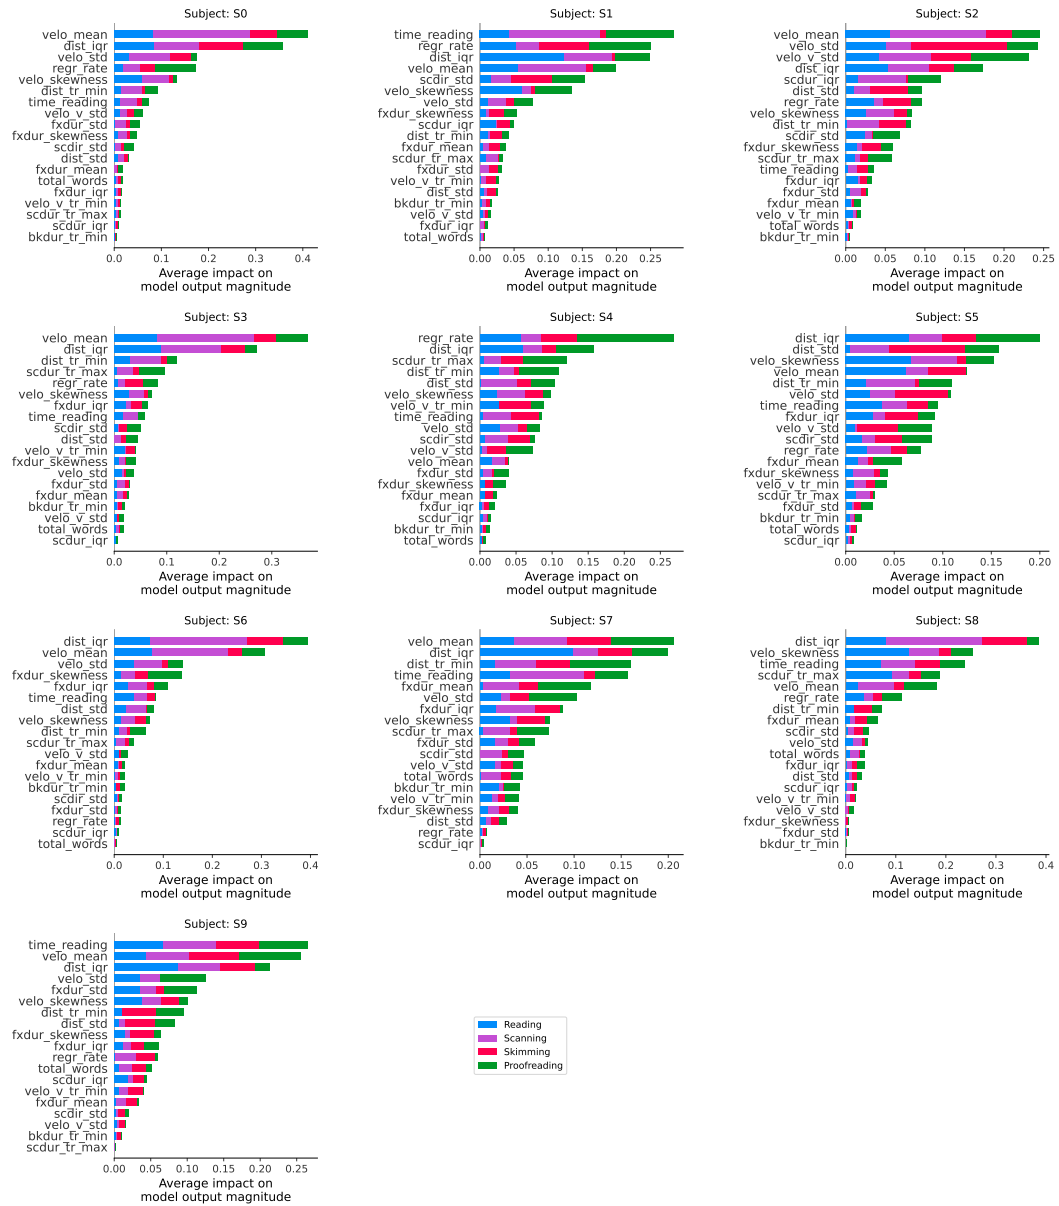 Subject: S0
velo_mean
dist_iqr
velo_std
regr_rate
velo_skewness
dist_tr_min
time_reading
velo_v_std
fxdur_std
fxdur_skewness
scdir_std
dist_std
fxdur_mean
total_words
fxdur_iqr
velo_v_tr_min
scdur_tr_max
scdur_iqr
bkdur_tr_min
0.0 0.1 0.2 0.3 0.4
Average impact on
model output magnitude
Subject: S1
time_reading
regr_rate
dist_iqr
velo_mean
scdir_std
velo_skewness
velo_std
fxdur_skewness
scdur_iqr
dist_tr_min
fxdur_mean
scdur_tr_max
fxdur_std
velo_v_tr_min
dist_std
bkdur_tr_min
velo_v_std
fxdur_iqr
total_words
0.00 0.05 0.10 0.15 0.20 0.25
Average impact on
model output magnitude
Subject: S2
velo_mean
velo_std
velo_v_std
dist_iqr
scdur_iqr
dist_std
regr_rate
velo_skewness
dist_tr_min
scdir_std
fxdur_skewness
scdur_tr_max
time_reading
fxdur_iqr
fxdur_std
fxdur_mean
velo_v_tr_min
total_words
bkdur_tr_min
0.00 0.05 0.10 0.15 0.20 0.25
Average impact on
model output magnitude
Subject: S3
velo_mean
dist_iqr
dist_tr_min
scdur_tr_max
regr_rate
velo_skewness
fxdur_iqr
time_reading
scdir_std
dist_std
velo_v_tr_min
fxdur_skewness
velo_std
fxdur_std
fxdur_mean
bkdur_tr_min
velo_v_std
total_words
scdur_iqr
0.0 0.1 0.2 0.3
Average impact on
model output magnitude
Subject: S4
regr_rate
dist_iqr
scdur_tr_max
dist_tr_min
dist_std
velo_skewness
velo_v_tr_min
time_reading
velo_std
scdir_std
velo_v_std
velo_mean
fxdur_std
fxdur_skewness
fxdur_mean
fxdur_iqr
scdur_iqr
bkdur_tr_min
total_words
0.00 0.05 0.10 0.15 0.20 0.25
Average impact on
model output magnitude
Subject: S5
dist_iqr
dist_std
velo_skewness
velo_mean
dist_tr_min
velo_std
time_reading
fxdur_iqr
velo_v_std
scdir_std
regr_rate
fxdur_mean
fxdur_skewness
velo_v_tr_min
scdur_tr_max
fxdur_std
bkdur_tr_min
total_words
scdur_iqr
0.00 0.05 0.10 0.15 0.20
Average impact on
model output magnitude
Subject: S6
dist_iqr
velo_mean
velo_std
fxdur_skewness
fxdur_iqr
time_reading
dist_std
velo_skewness
dist_tr_min
scdur_tr_max
velo_v_std
fxdur_mean
velo_v_tr_min
bkdur_tr_min
scdir_std
fxdur_std
regr_rate
scdur_iqr
total_words
0.0 0.1 0.2 0.3 0.4
Average impact on
model output magnitude
Subject: S7
velo_mean
dist_iqr
dist_tr_min
time_reading
fxdur_mean
velo_std
fxdur_iqr
velo_skewness
scdur_tr_max
fxdur_std
scdir_std
velo_v_std
total_words
bkdur_tr_min
velo_v_tr_min
fxdur_skewness
dist_std
regr_rate
scdur_iqr
0.00 0.05 0.10 0.15 0.20
Average impact on
model output magnitude
Subject: S8
dist_iqr
velo_skewness
time_reading
scdur_tr_max
velo_mean
regr_rate
dist_tr_min
fxdur_mean
scdir_std
velo_std
total_words
fxdur_iqr
dist_std
scdur_iqr
velo_v_tr_min
velo_v_std
fxdur_skewness
fxdur_std
bkdur_tr_min
0.0 0.1 0.2 0.3 0.4
Average impact on
model output magnitude
Subject: S9
time_reading
velo_mean
dist_iqr
velo_std
fxdur_std
velo_skewness
dist_tr_min
dist_std
fxdur_skewness
fxdur_iqr
regr_rate
total_words
scdur_iqr
velo_v_tr_min
fxdur_mean
scdir_std
velo_v_std
bkdur_tr_min
scdur_tr_max
0.00 0.05 0.10 0.15 0.20 0.25
Average impact on
model output magnitude
Reading
Scanning
Skimming
Proofreading